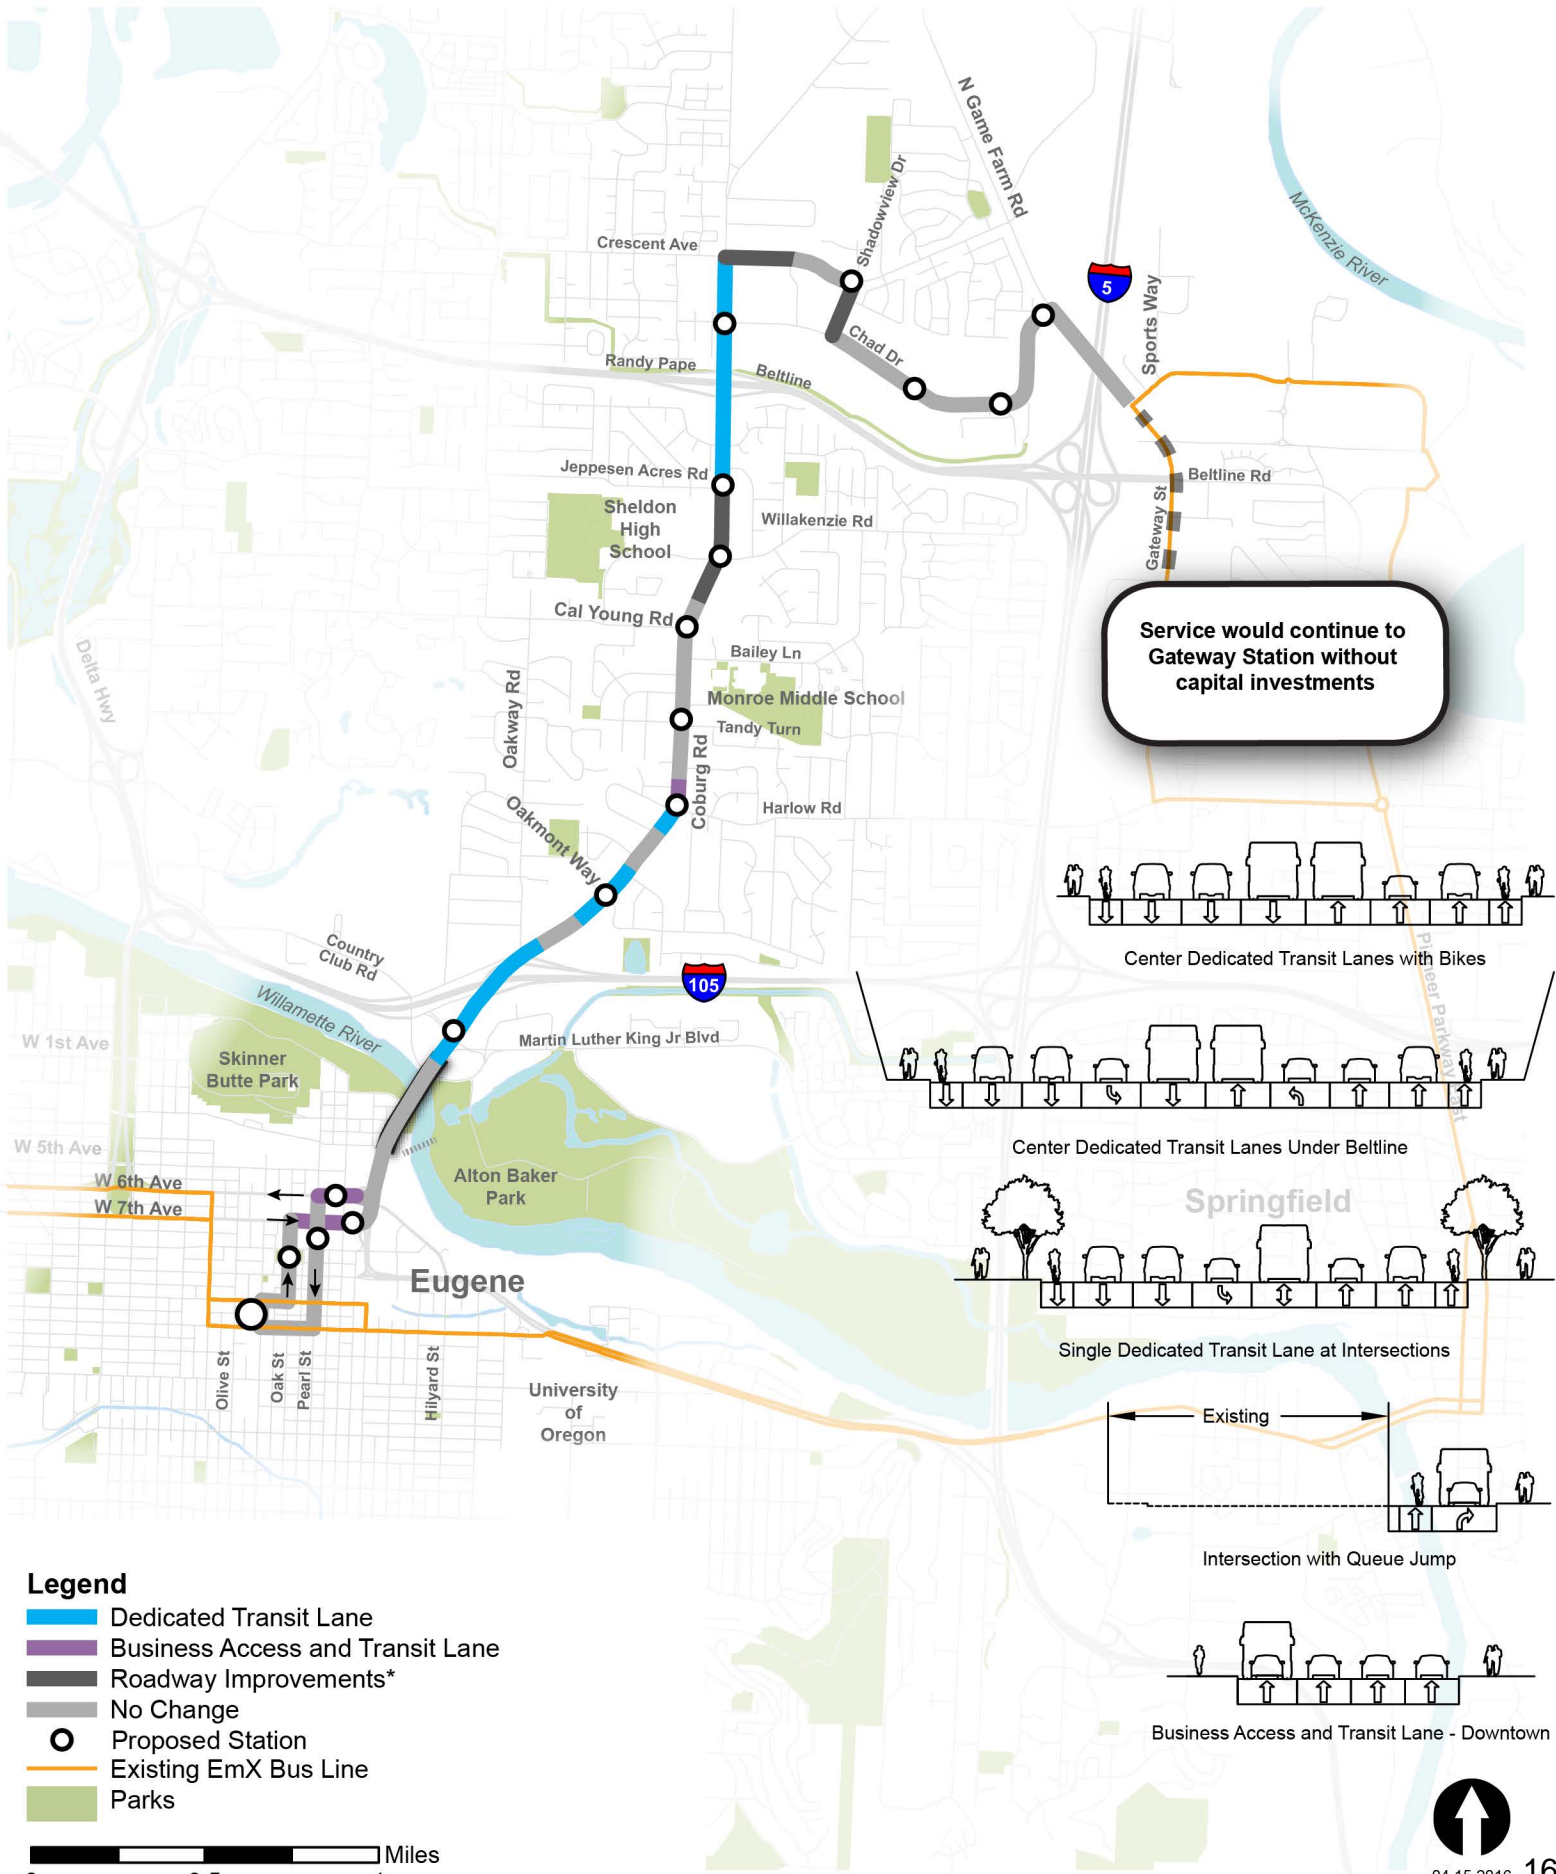 N Game Farm Rd
Shadowview Dr
Crescent Ave
McKenzie River
5
Sports Way
Chad Dr
Randy Pape
Beltline
Jeppesen Acres Rd
Beltline Rd
Sheldon
High
School
Willakenzie Rd
Gateway St
Cal Young Rd
Service would continue to
Gateway Station without
capital investments
Delta Hwy
Bailey Ln
Oakway Rd
Monroe Middle School
Tandy Turn
Coburg Rd
Harlow Rd
Oakmont Way
Country
Club Rd
Center Dedicated Transit Lanes with Bikes
105
Willamette River
W 1st Ave
Martin Luther King Jr Blvd
Skinner
Butte Park
Pioneer Parkway East
Center Dedicated Transit Lanes Under Beltline
W 5th Ave
W 6th Ave
W 7th Ave
Alton Baker
Park
Springfield
Eugene
Single Dedicated Transit Lane at Intersections
Olive St
Oak St
Pearl St
Hilyard St
University
of
Oregon
Existing
Intersection with Queue Jump
Legend
Dedicated Transit Lane
Business Access and Transit Lane
Roadway Improvements*
No Change
Proposed Station
Existing EmX Bus Line
Parks
Business Access and Transit Lane - Downtown
Miles
16